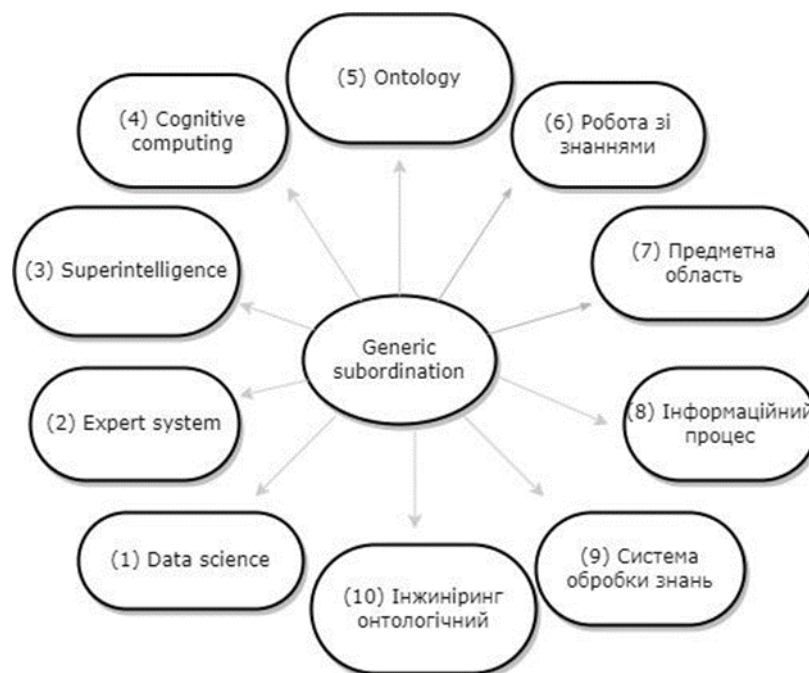 (5) Ontology
(4) Cognitive
computing
(6) Робота зі
знаннями
(3) Superintelligence
(7) Предметна
область
Generic
subordination
(2) Expert system
(8) Інформаційний
процес
(1) Data science
(9) Система
обробки знань
(10) Інжиніринг
онтологічний